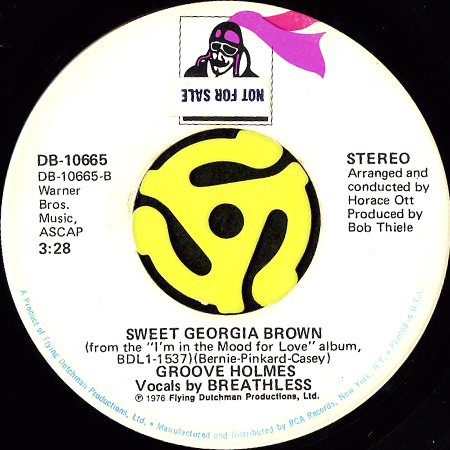 NOT FOR SALE
DB-10665
DB-10665-B
Warner
Bros.
Music,
ASCAP
3:28
STEREO
Arranged and
conducted by
Horace Ott
Produced by
Bob Thiele
SWEET GEORGIA BROWN
(from the "I'm in the Mood for Love" album,
BDL1-1537)(Bernie-Pinkard-Casey)
GROOVE HOLMES
Vocals by BREATHLESS
℗ 1976 Flying Dutchman Productions, Ltd.
A Product of Flying Dutchman Productions, Ltd. • Manufactured and Distributed by RCA Records, New York, N.Y. • Printed in U.S.A.